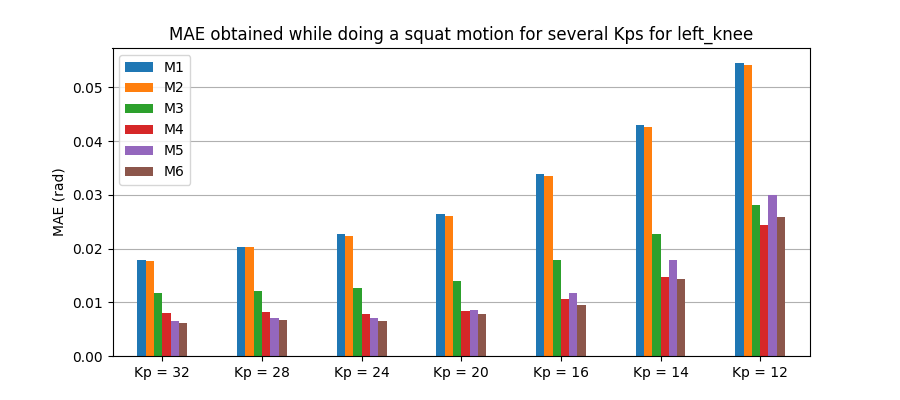 MAE obtained while doing a squat motion for several Kps for left_knee
M1
M2
M3
M4
M5
M6
MAE (rad)
0.05
0.04
0.03
0.02
0.01
0.00
Kp = 32 Kp = 28 Kp = 24 Kp = 20 Kp = 16 Kp = 14 Kp = 12